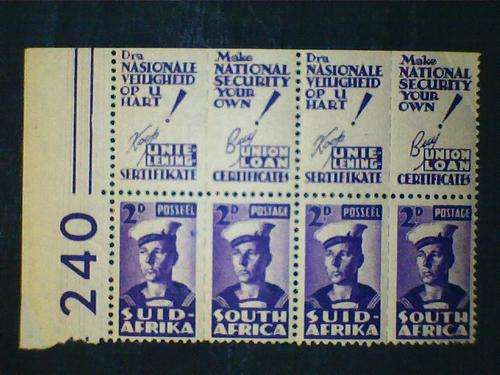 Dra
NASIONALE
VEILIGHEID
OP U
HART!
Koop
UNIE-
LENING-
SERTIFIKATE
Make
NATIONAL
SECURITY
YOUR
OWN!
Buy
UNION
LOAN
CERTIFICATES
Dra
NASIONALE
VEILIGHEID
OP U
HART!
Koop
UNIE-
LENING-
SERTIFIKATE
Make
NATIONAL
SECURITY
YOUR
OWN!
Buy
UNION
LOAN
CERTIFICATES
240
2D POSSEEL
SUID-
AFRIKA
2D POSTAGE
SOUTH
AFRICA
2D POSSEEL
SUID-
AFRIKA
2D POSTAGE
SOUTH
AFRICA